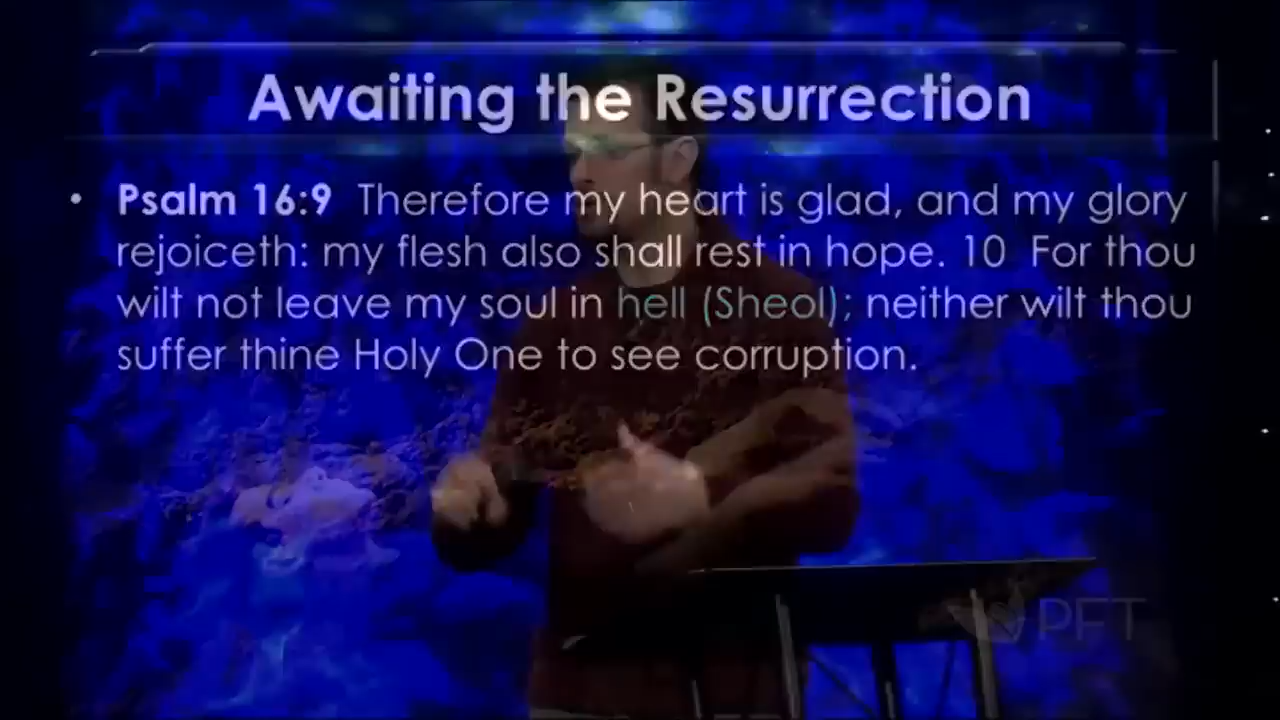 Awaiting the Resurrection
• Psalm 16:9 Therefore my heart is glad, and my glory
rejoiceth: my flesh also shall rest in hope. 10 For thou
wilt not leave my soul in hell (Sheol); neither wilt thou
suffer thine Holy One to see corruption.
PFT